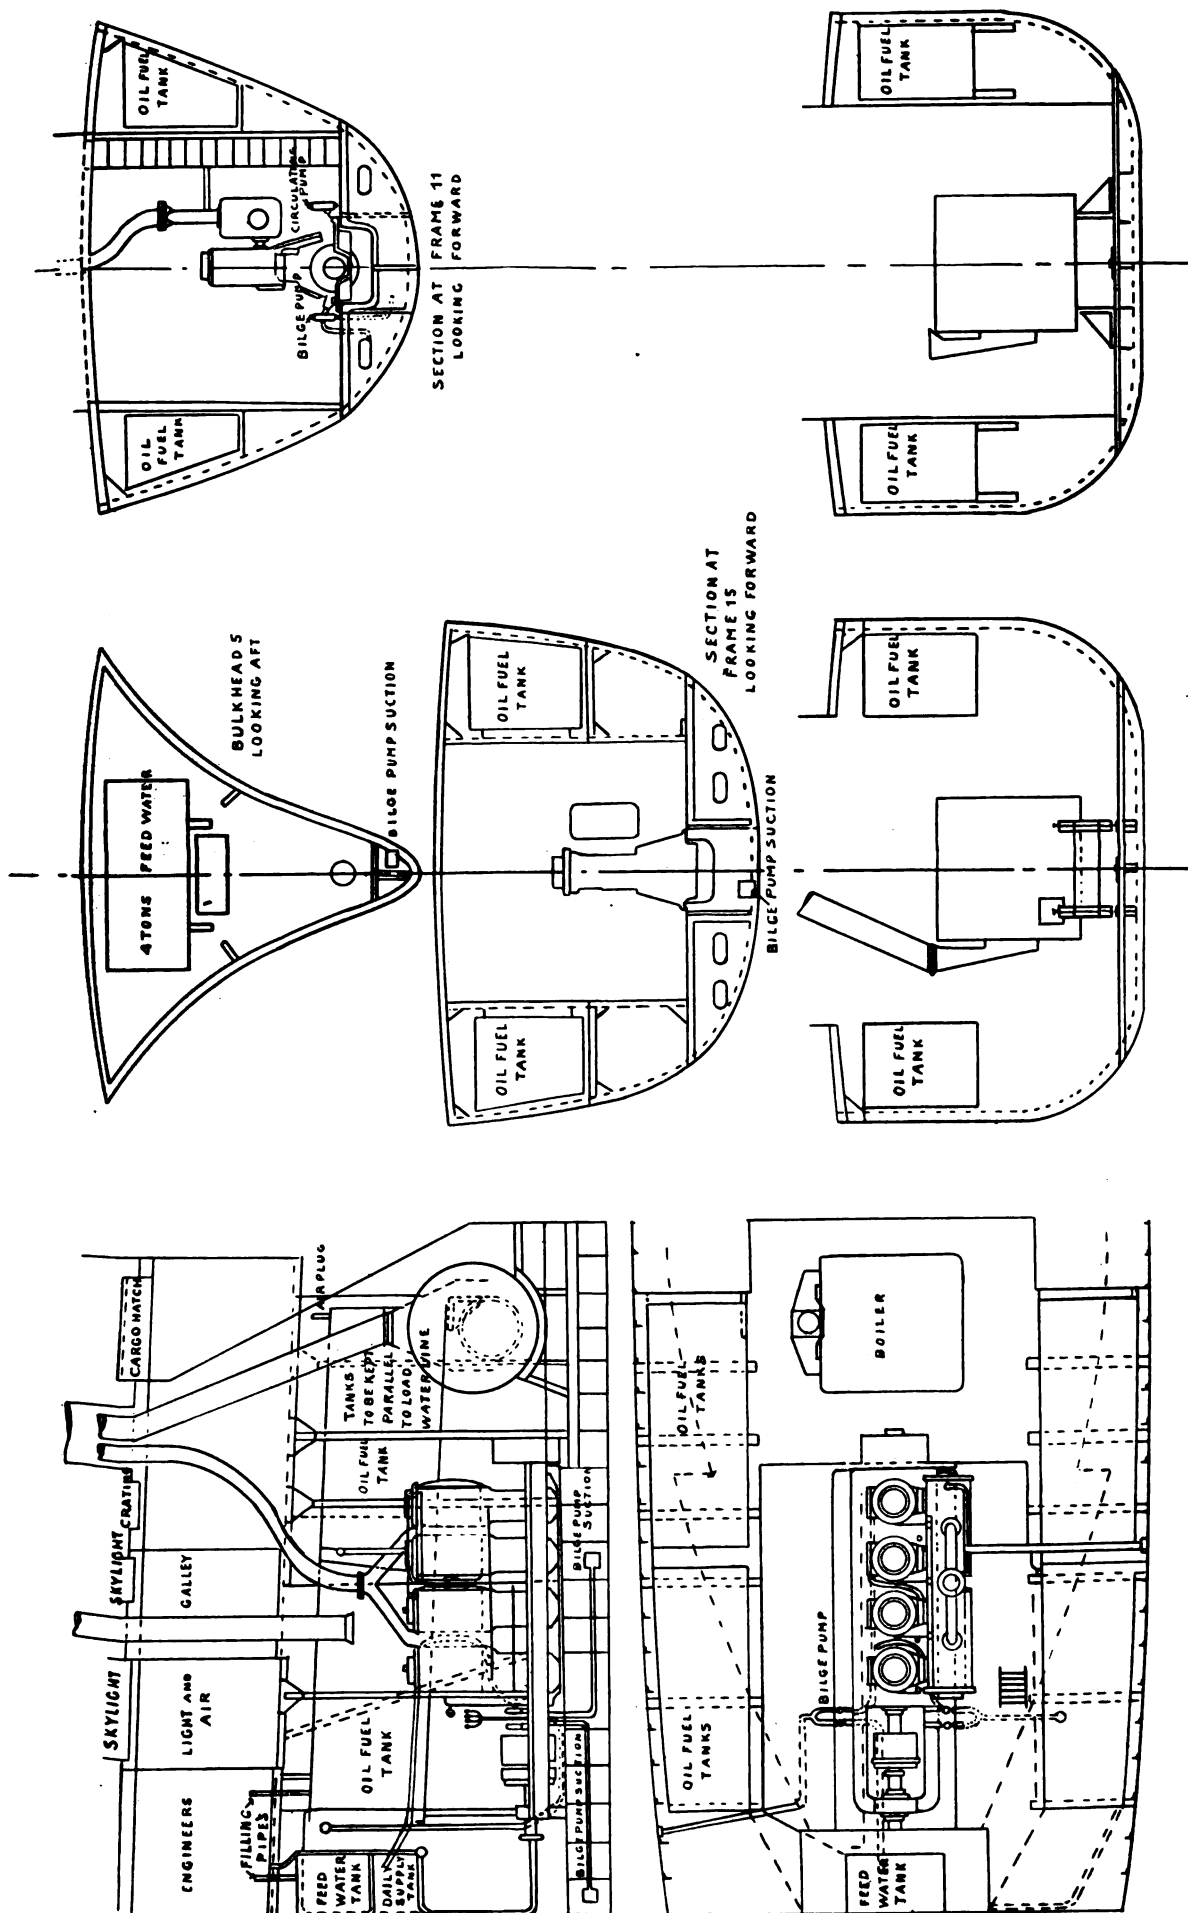 OIL FUEL
TANK
CIRCULATING
PUMP
BILGE PUMP
OIL
FUEL
TANK
SECTION AT FRAME 11
LOOKING FORWARD
OIL FUEL
TANK
OIL FUEL
TANK
BULKHEAD 5
LOOKING AFT
4 TONS FEED WATER
BILGE PUMP SUCTION
OIL FUEL
TANK
OIL FUEL
TANK
SECTION AT
FRAME 15
LOOKING FORWARD
BILGE PUMP SUCTION
OIL FUEL
TANK
OIL FUEL
TANK
CARGO HATCH
CRATING
SKYLIGHT
SKYLIGHT
GALLEY
LIGHT AND
AIR
ENGINEERS
FILLING
PIPES
AIR PLUG
TANKS
TO BE KEPT
PARALLEL
TO LOAD
WATER LINE
OIL FUEL
TANK
OIL FUEL
TANK
FEED
WATER
TANK
DAILY
SUPPLY
TANK
BILGE PUMP
SUCTION
BILGE PUMP SUCTION
OIL FUEL
TANKS
BOILER
BILGE PUMP
OIL FUEL
TANKS
FEED
WATER
TANK